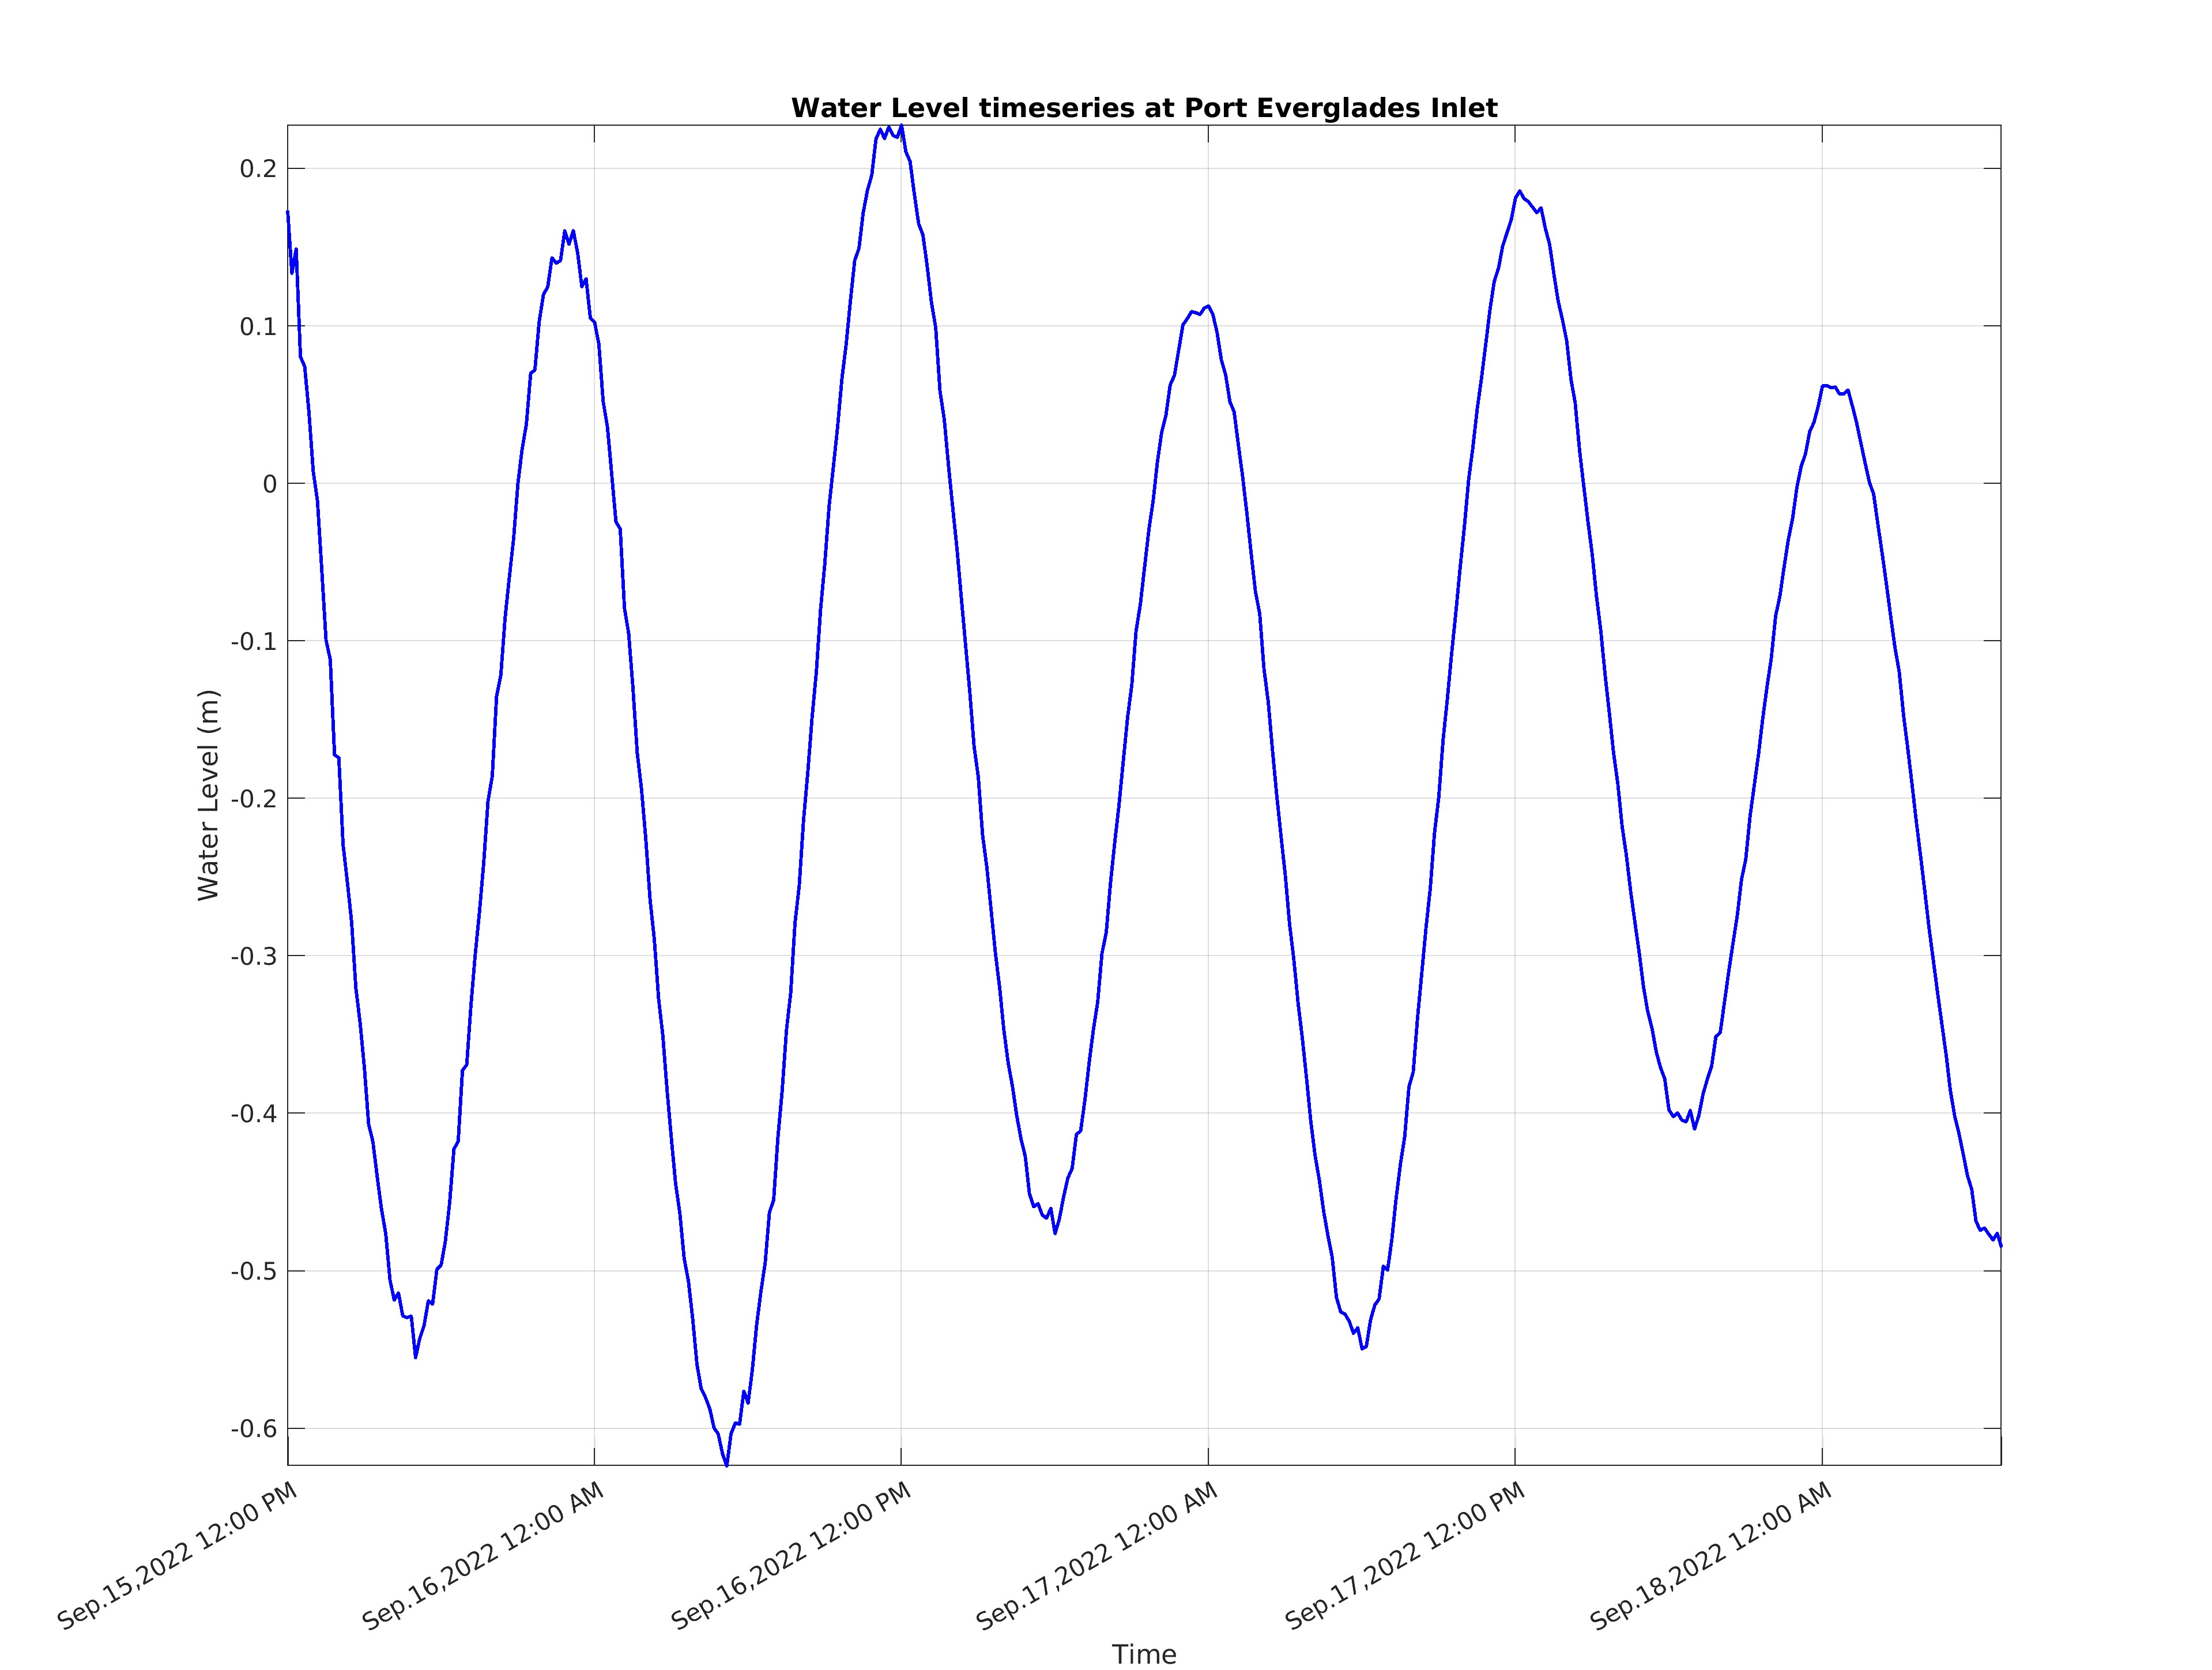 Water Level timeseries at Port Everglades Inlet
0.2
0.1
0
-0.1
-0.2
-0.3
-0.4
-0.5
-0.6
Water Level (m)
Sep.15,2022 12:00 PM
Sep.16,2022 12:00 AM
Sep.16,2022 12:00 PM
Sep.17,2022 12:00 AM
Sep.17,2022 12:00 PM
Sep.18,2022 12:00 AM
Time